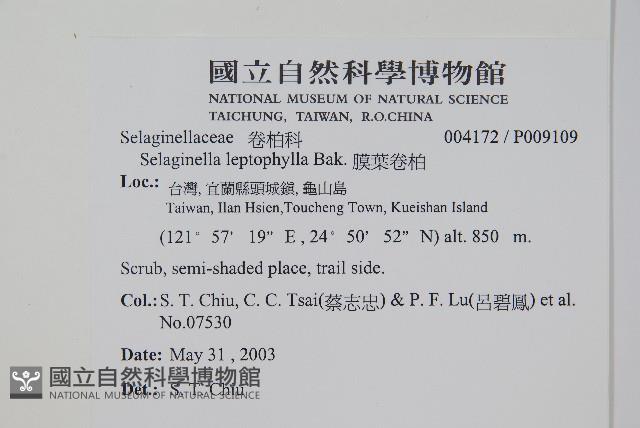 國立自然科學博物館
NATIONAL MUSEUM OF NATURAL SCIENCE
TAICHUNG, TAIWAN, R.O.CHINA
Selaginellaceae 卷柏科 004172 / P009109
Selaginella leptophylla Bak. 膜葉卷柏
Loc.: 台灣, 宜蘭縣頭城鎮, 龜山島
Taiwan, Ilan Hsien,Toucheng Town, Kueishan Island
(121° 57' 19" E , 24° 50' 52" N) alt. 850 m.
Scrub, semi-shaded place, trail side.
Col.: S. T. Chiu, C. C. Tsai(蔡志忠) & P. F. Lu(呂碧鳳) et al.
No.07530
Date: May 31 , 2003
國立自然科學博物館
Det.: S. T. Chiu
NATIONAL MUSEUM OF NATURAL SCIENCE